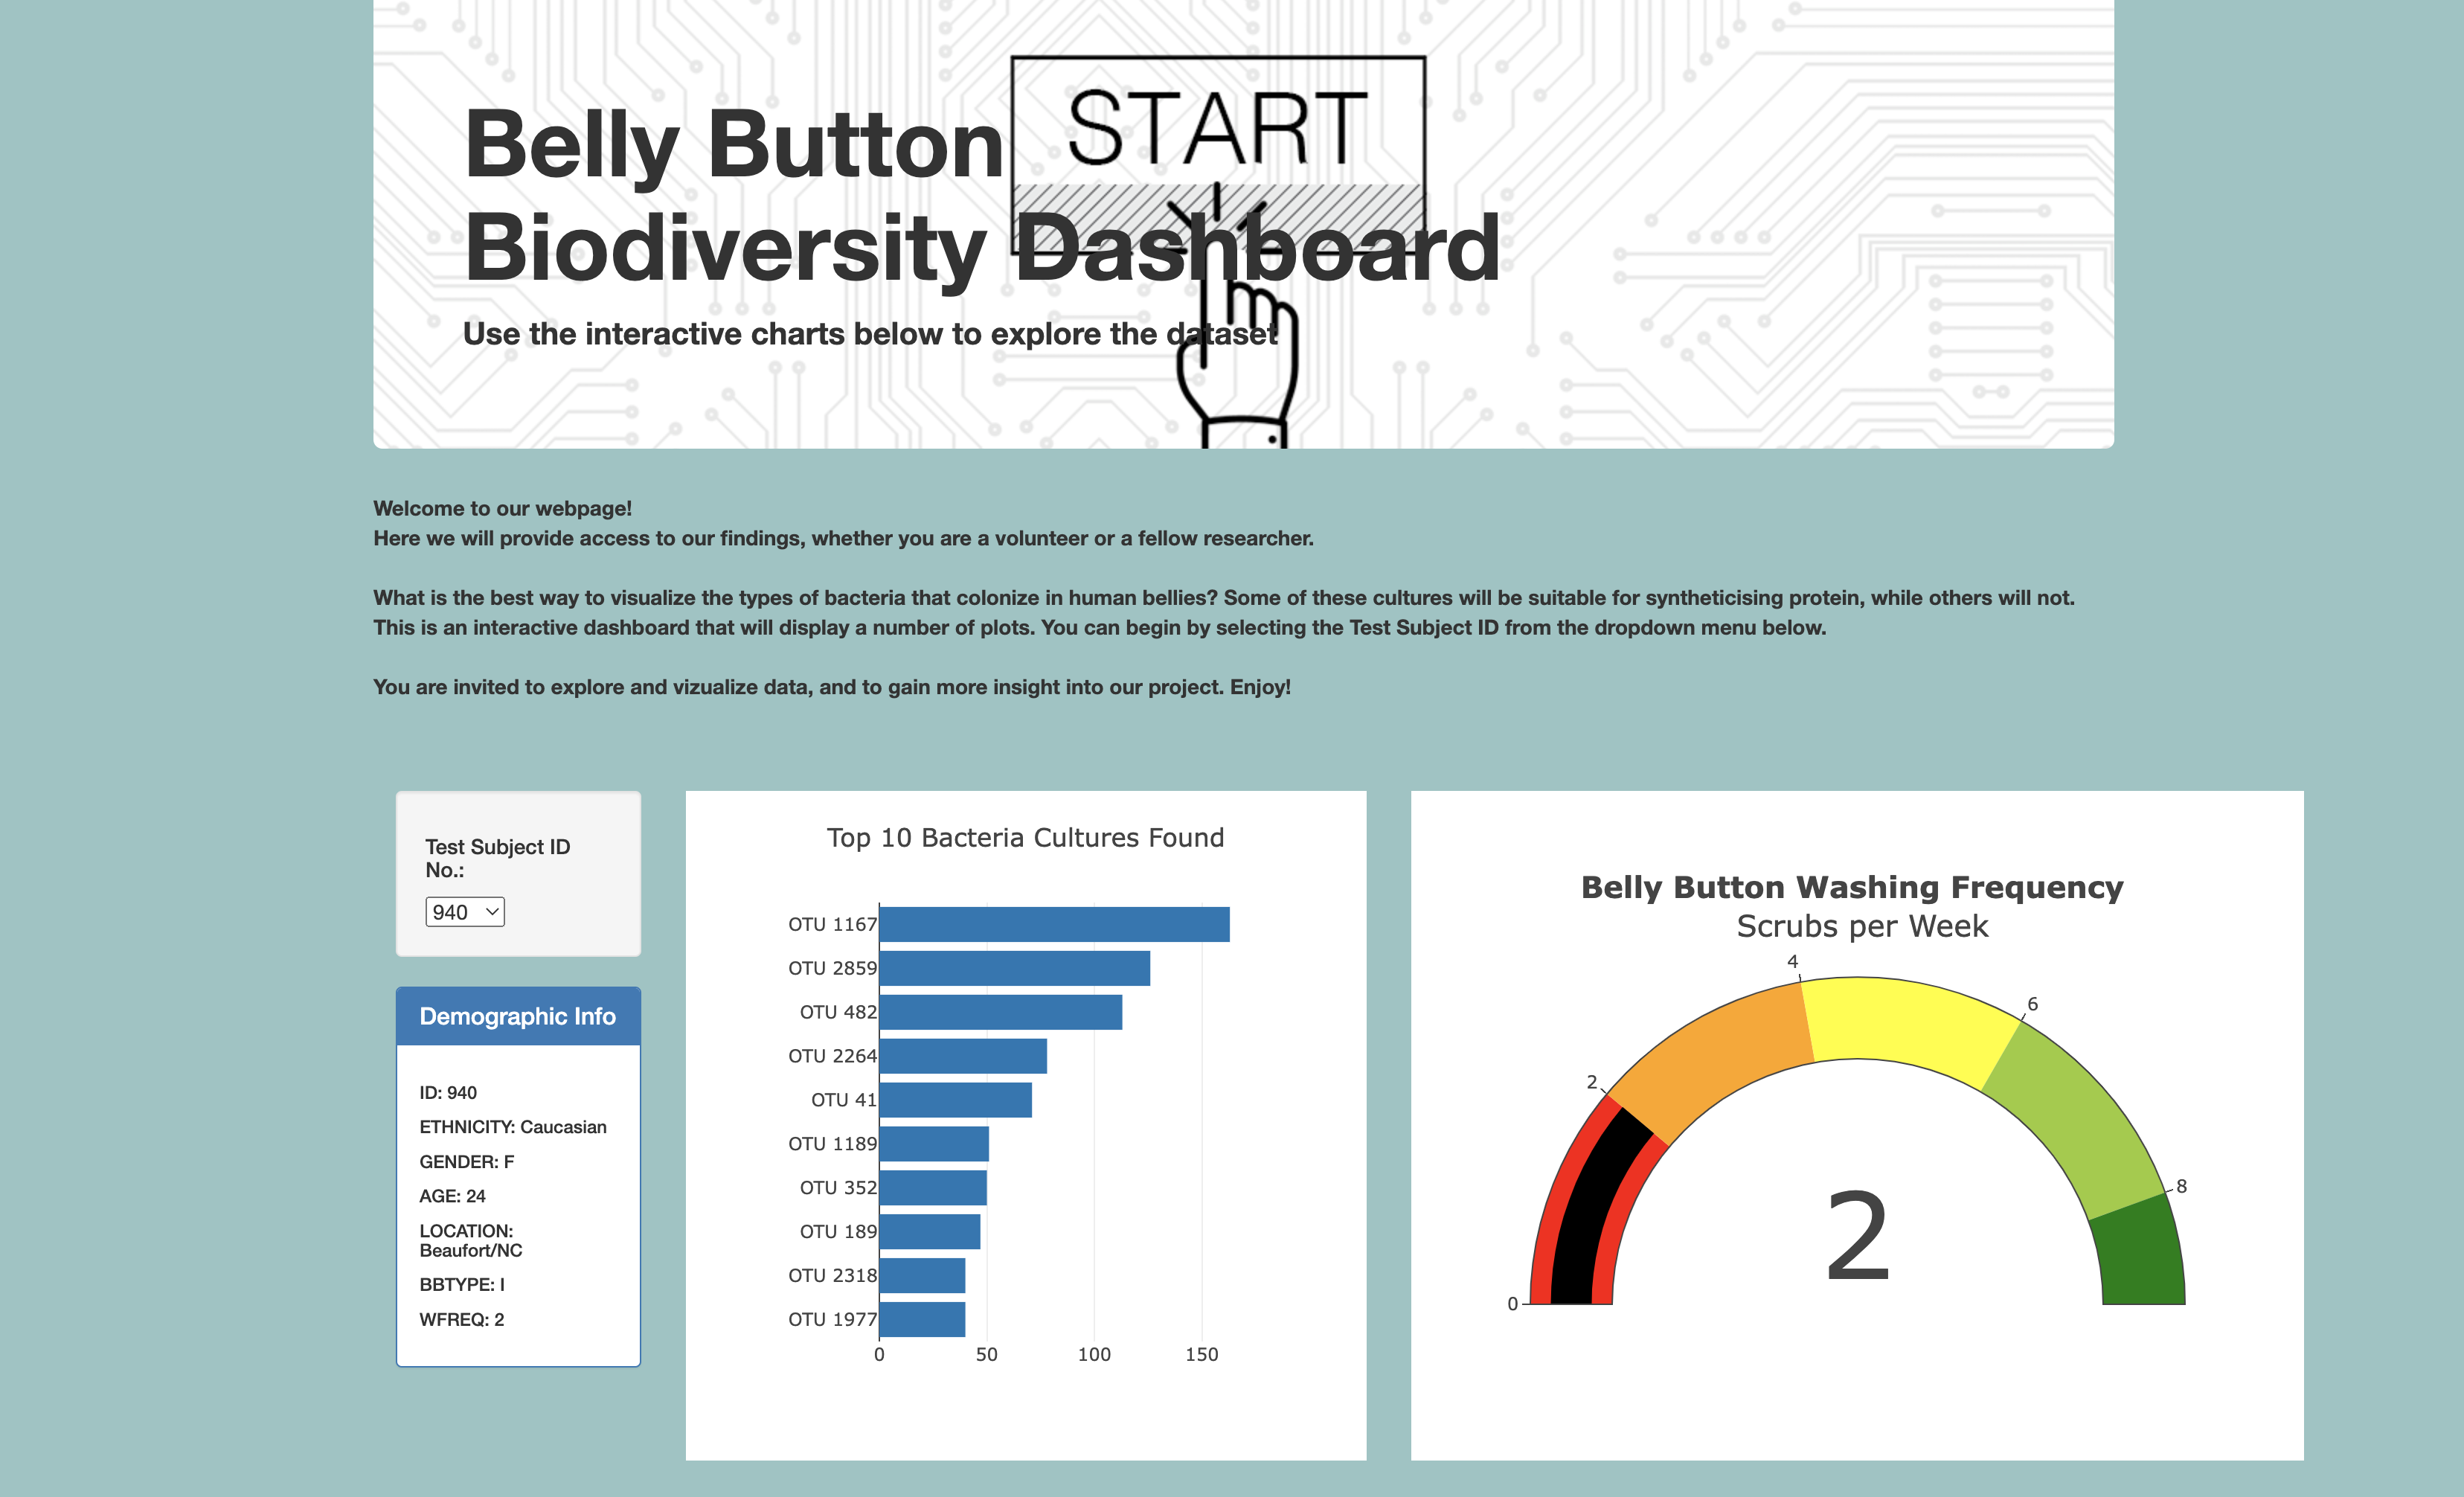 START
Belly Button
Biodiversity Dashboard
Use the interactive charts below to explore the dataset
Welcome to our webpage!
Here we will provide access to our findings, whether you are a volunteer or a fellow researcher.
What is the best way to visualize the types of bacteria that colonize in human bellies? Some of these cultures will be suitable for syntheticising protein, while others will not.
This is an interactive dashboard that will display a number of plots. You can begin by selecting the Test Subject ID from the dropdown menu below.
You are invited to explore and vizualize data, and to gain more insight into our project. Enjoy!
Test Subject ID
No.:
940
Demographic Info
ID: 940
ETHNICITY: Caucasian
GENDER: F
AGE: 24
LOCATION:
Beaufort/NC
BBTYPE: I
WFREQ: 2
Top 10 Bacteria Cultures Found
OTU 1167
OTU 2859
OTU 482
OTU 2264
OTU 41
OTU 1189
OTU 352
OTU 189
OTU 2318
OTU 1977
0 50 100 150
Belly Button Washing Frequency
Scrubs per Week
0
2
4
6
8
2